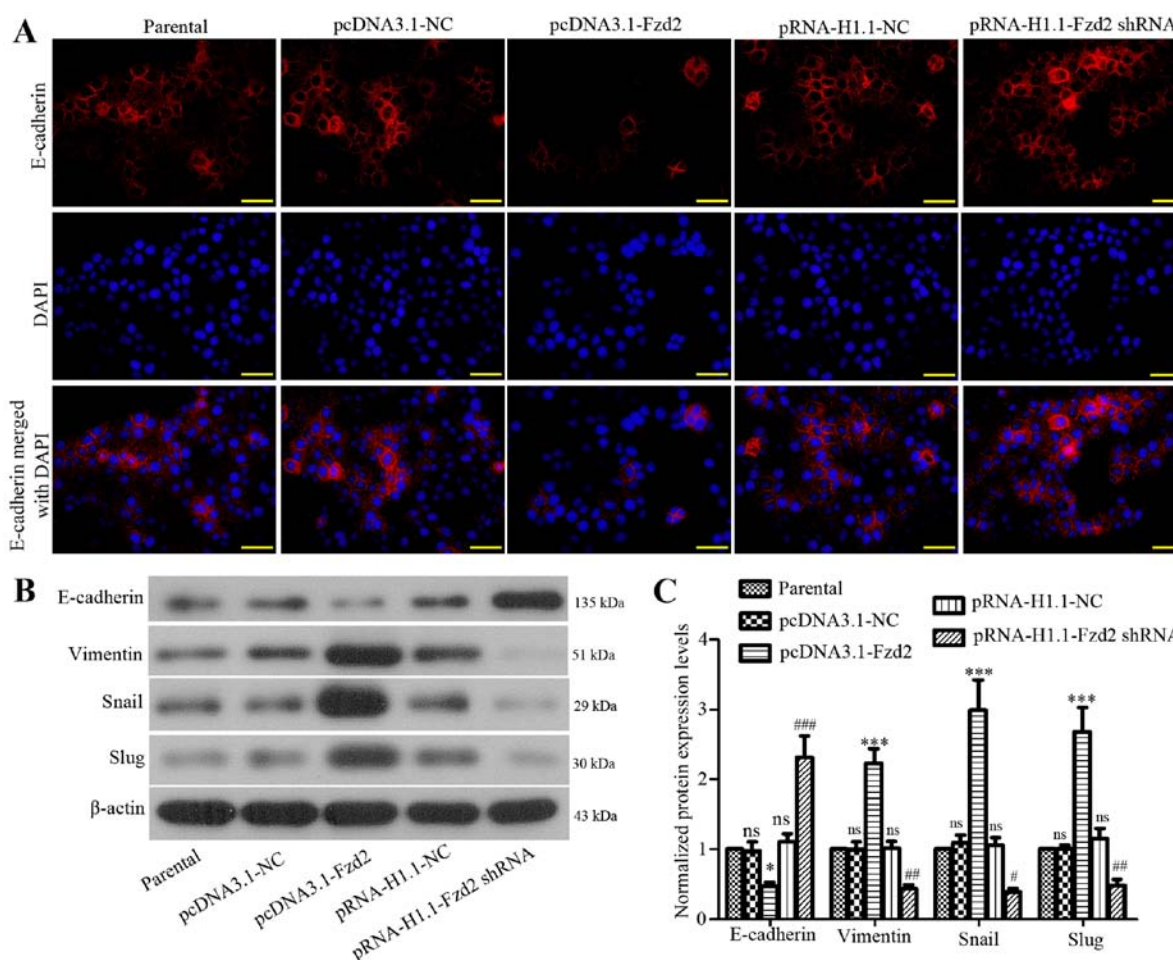 A
Parental
pcDNA3.1-NC
pcDNA3.1-Fzd2
pRNA-H1.1-NC
pRNA-H1.1-Fzd2 shRNA
E-cadherin
DAPI
E-cadherin merged
with DAPI
B
E-cadherin
135 kDa
Vimentin
51 kDa
Snail
29 kDa
Slug
30 kDa
β-actin
43 kDa
Parental
pcDNA3.1-NC
pcDNA3.1-Fzd2
pRNA-H1.1-NC
pRNA-H1.1-Fzd2 shRNA
C
Parental
pcDNA3.1-NC
pcDNA3.1-Fzd2
pRNA-H1.1-NC
pRNA-H1.1-Fzd2 shRNA
Normalized protein expression levels
4
3
2
1
0
ns
*
ns
###
ns
***
ns
##
ns
***
ns
#
ns
***
ns
##
E-cadherin
Vimentin
Snail
Slug